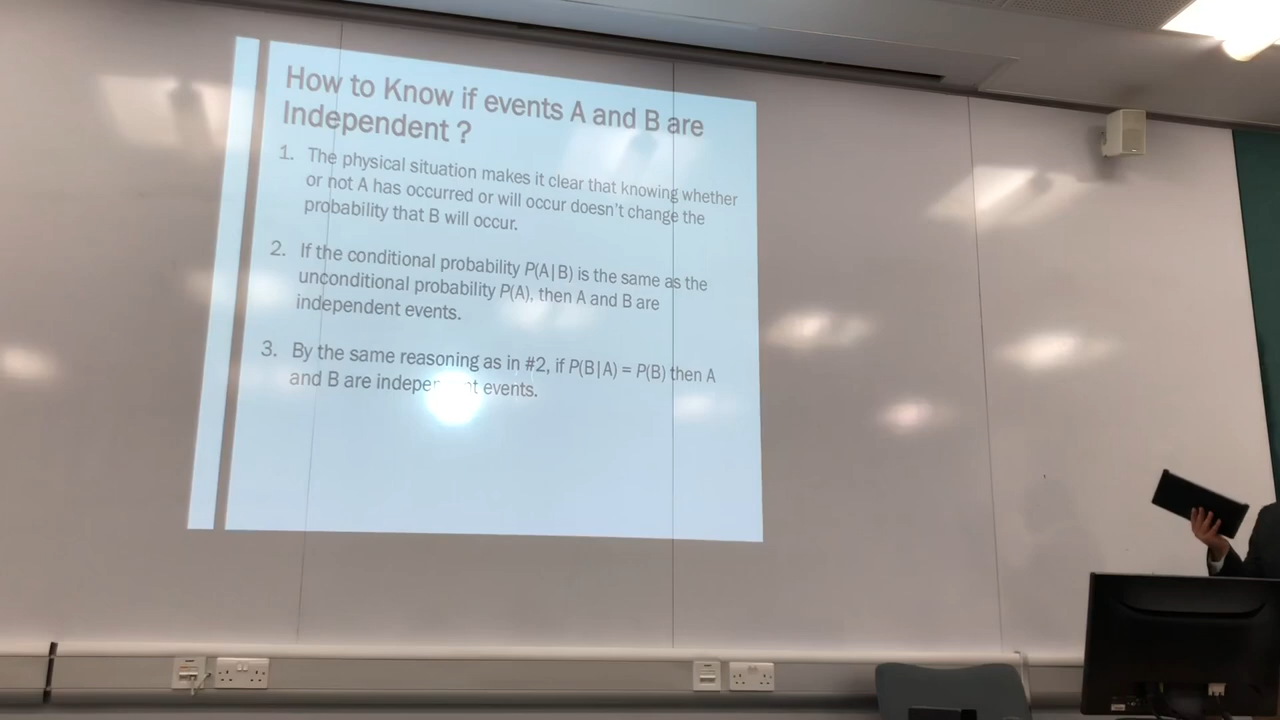 How to Know if events A and B are
Independent ?
1. The physical situation makes it clear that knowing whether
or not A has occurred or will occur doesn't change the
probability that B will occur.
2. If the conditional probability P(A|B) is the same as the
unconditional probability P(A), then A and B are
independent events.
3. By the same reasoning as in #2, if P(B|A) = P(B) then A
and B are independent events.